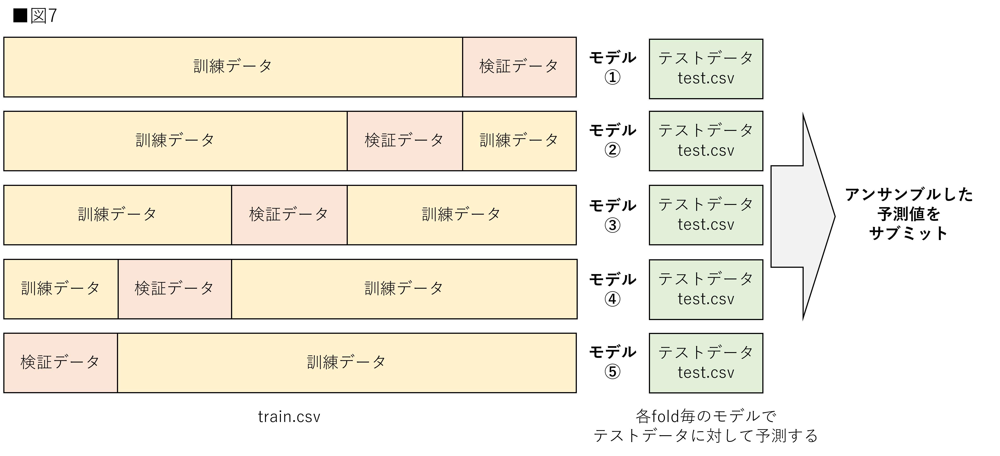 ■図7
訓練データ
検証データ
モデル
①
テストデータ
test.csv
訓練データ
検証データ
訓練データ
モデル
②
テストデータ
test.csv
訓練データ
検証データ
訓練データ
モデル
③
テストデータ
test.csv
アンサンブルした
予測値を
サブミット
訓練データ
検証データ
訓練データ
モデル
④
テストデータ
test.csv
検証データ
訓練データ
モデル
⑤
テストデータ
test.csv
train.csv
各fold毎のモデルで
テストデータに対して予測する